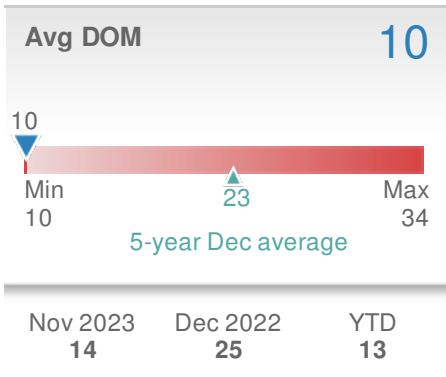 Avg DOM 10
10
Min 23 Max
10 34
5-year Dec average
Nov 2023 Dec 2022 YTD
14 25 13